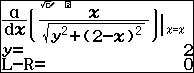 d/dx(x/√(y²+(2-x)²))|x=x
y= 2
L-R= 0